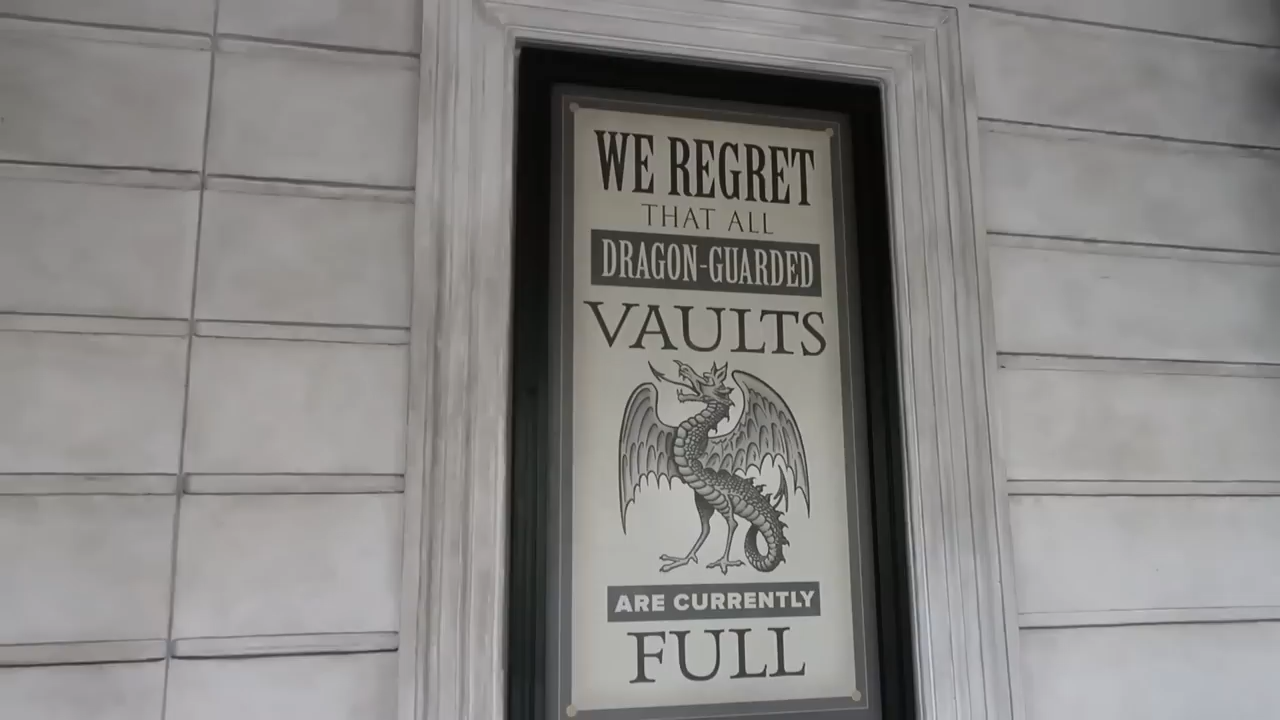 WE REGRET
THAT ALL
DRAGON-GUARDED
VAULTS
ARE CURRENTLY
FULL